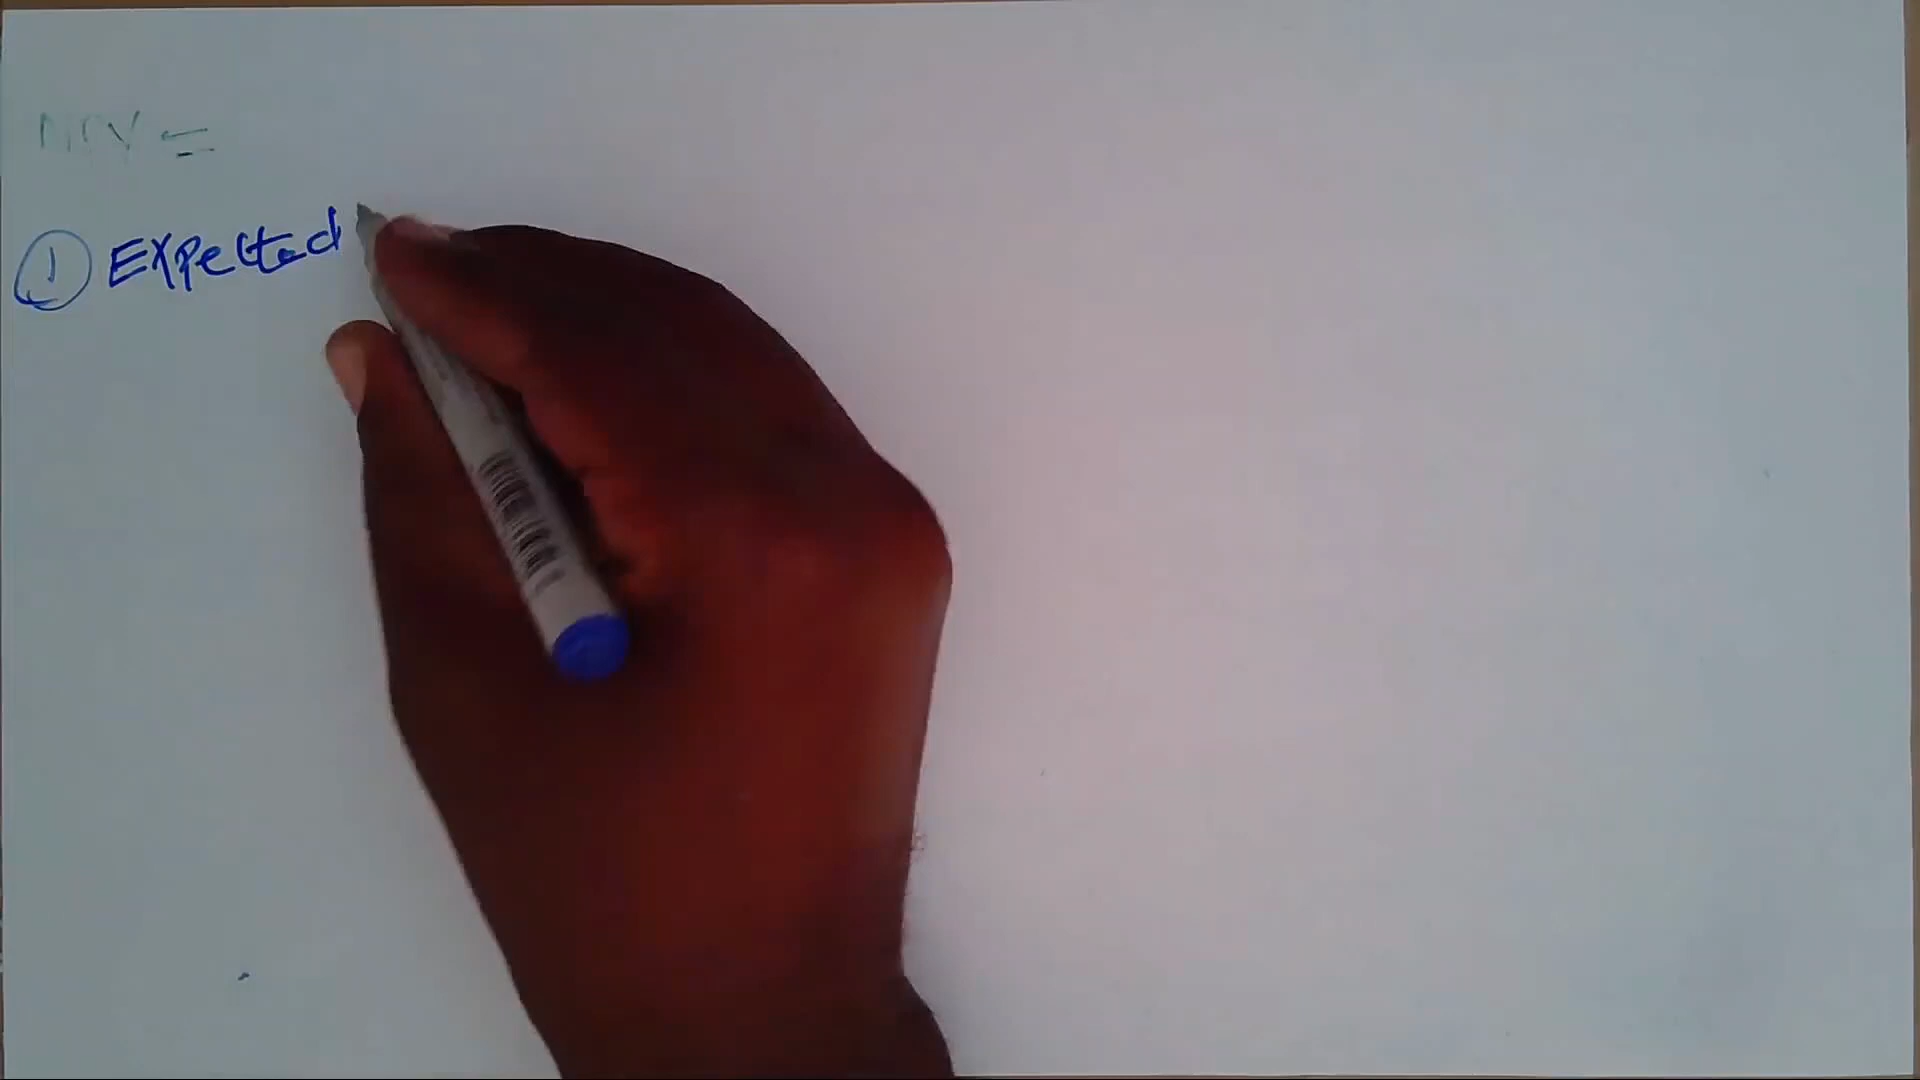 NPV =
① Expected